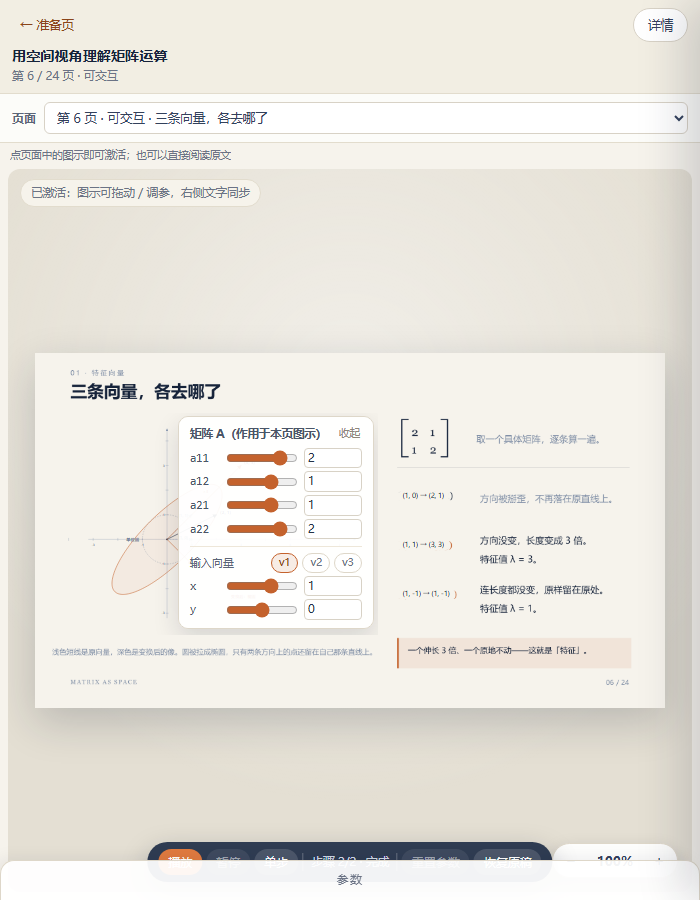 ←准备页
详情
用空间视角理解矩阵运算
第 6 / 24 页 · 可交互
页面
第 6 页 · 可交互 · 三条向量，各去哪了
点页面中的图示即可激活；也可以直接阅读原文
已激活：图示可拖动 / 调参，右侧文字同步
01 · 特征向量
三条向量，各去哪了
矩阵 A（作用于本页图示）
收起
a11 2
a12 1
a21 1
a22 2
输入向量 v1 v2 v3
x 1
y 0
2 1
1 2
取一个具体矩阵，逐条算一遍。
(1, 0)→(2, 1) )
方向被掰歪，不再落在原直线上。
(1, 1)→(3, 3) )
方向没变，长度变成 3 倍。
特征值 λ = 3。
(1, -1)→(1, -1) )
连长度都没变，原样留在原处。
特征值 λ = 1。
浅色短线是原向量，深色是变换后的像。圆被拉成椭圆，只有两条方向上的点还留在自己那条直线上。
一个伸长 3 倍，一个原地不动——这就是「特征」。
MATRIX AS SPACE
06 / 24
100%
参数